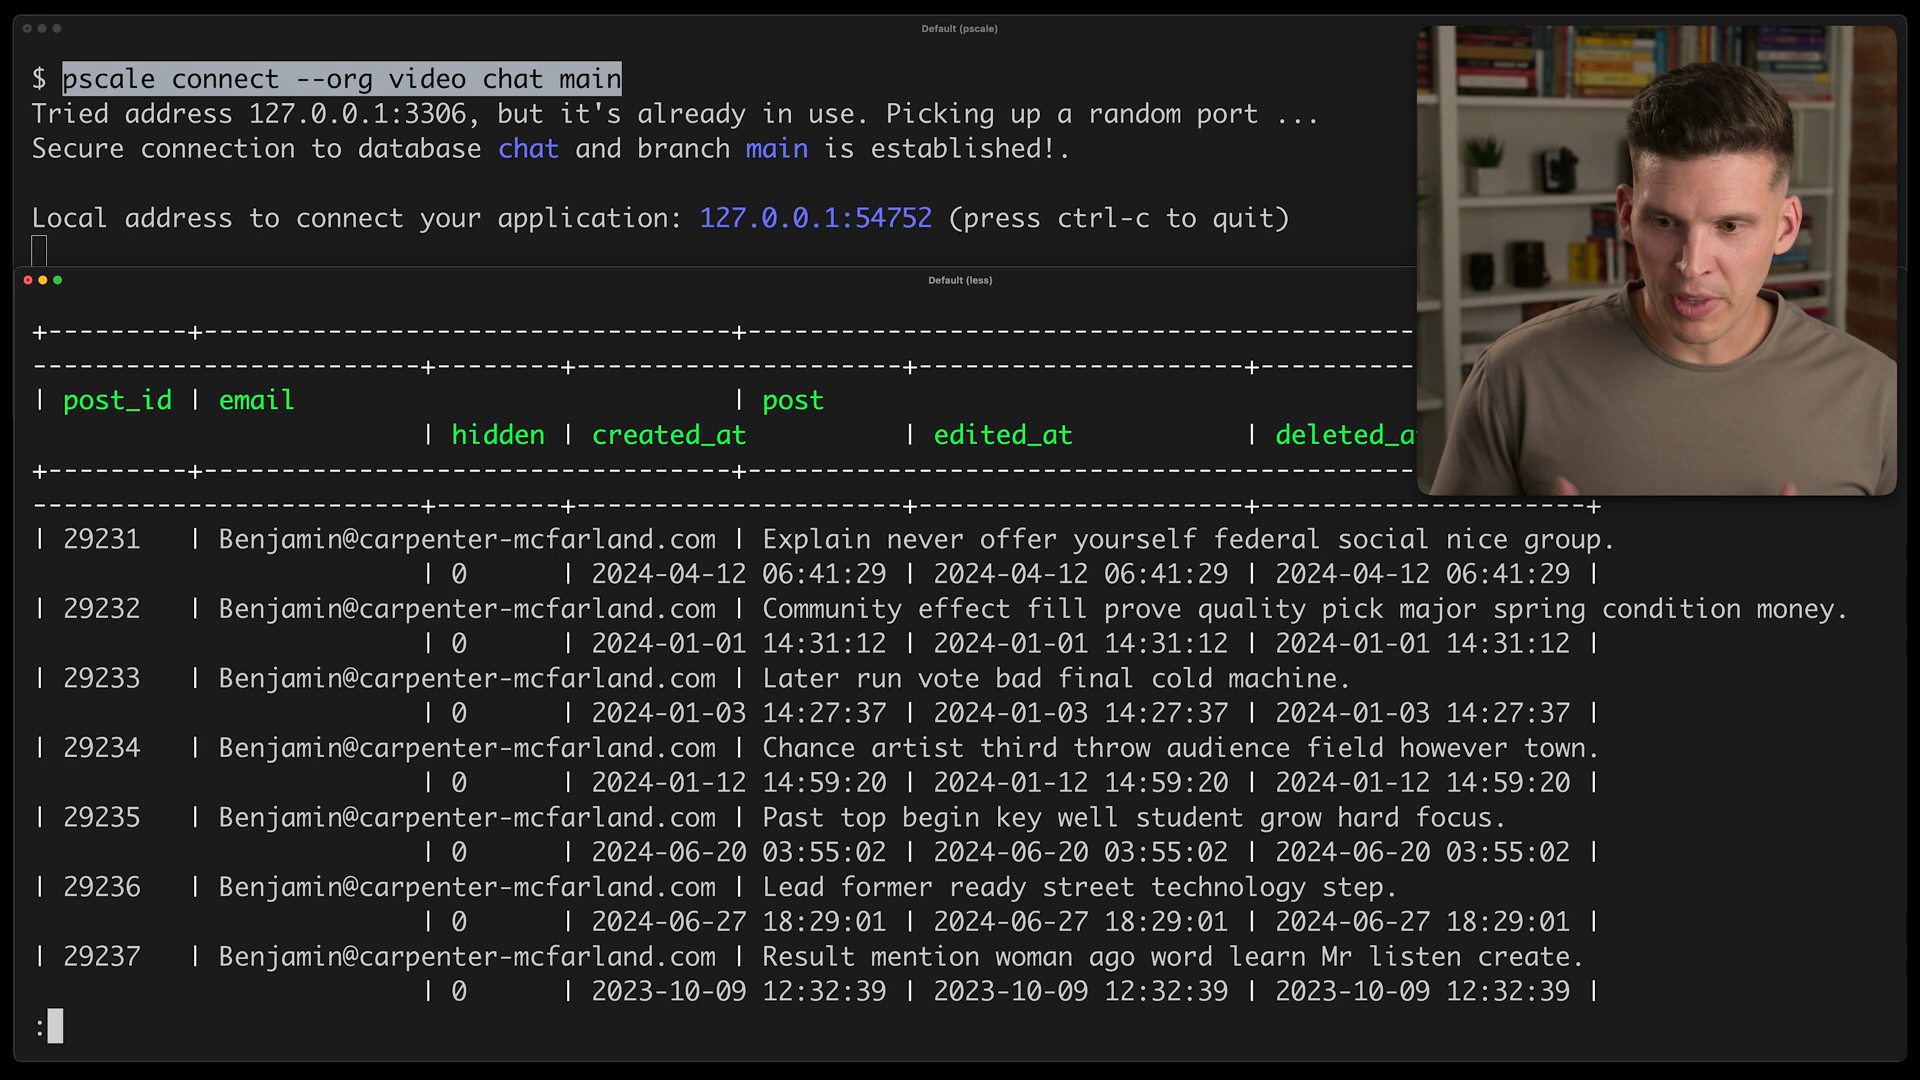 Default (pscale)
$ pscale connect --org video chat main
Tried address 127.0.0.1:3306, but it's already in use. Picking up a random port ...
Secure connection to database chat and branch main is established!.
Local address to connect your application: 127.0.0.1:54752 (press ctrl-c to quit)
Default (less)
+---------+----------------------------------+-------------------------------------------
-------------------------+--------+---------------------+---------------------+----------
| post_id | email                            | post
                         | hidden | created_at          | edited_at           | deleted_a
+---------+----------------------------------+-------------------------------------------
-------------------------+--------+---------------------+---------------------+---------------------+
| 29231   | Benjamin@carpenter-mcfarland.com | Explain never offer yourself federal social nice group.
                         | 0      | 2024-04-12 06:41:29 | 2024-04-12 06:41:29 | 2024-04-12 06:41:29 |
| 29232   | Benjamin@carpenter-mcfarland.com | Community effect fill prove quality pick major spring condition money.
                         | 0      | 2024-01-01 14:31:12 | 2024-01-01 14:31:12 | 2024-01-01 14:31:12 |
| 29233   | Benjamin@carpenter-mcfarland.com | Later run vote bad final cold machine.
                         | 0      | 2024-01-03 14:27:37 | 2024-01-03 14:27:37 | 2024-01-03 14:27:37 |
| 29234   | Benjamin@carpenter-mcfarland.com | Chance artist third throw audience field however town.
                         | 0      | 2024-01-12 14:59:20 | 2024-01-12 14:59:20 | 2024-01-12 14:59:20 |
| 29235   | Benjamin@carpenter-mcfarland.com | Past top begin key well student grow hard focus.
                         | 0      | 2024-06-20 03:55:02 | 2024-06-20 03:55:02 | 2024-06-20 03:55:02 |
| 29236   | Benjamin@carpenter-mcfarland.com | Lead former ready street technology step.
                         | 0      | 2024-06-27 18:29:01 | 2024-06-27 18:29:01 | 2024-06-27 18:29:01 |
| 29237   | Benjamin@carpenter-mcfarland.com | Result mention woman ago word learn Mr listen create.
                         | 0      | 2023-10-09 12:32:39 | 2023-10-09 12:32:39 | 2023-10-09 12:32:39 |
: